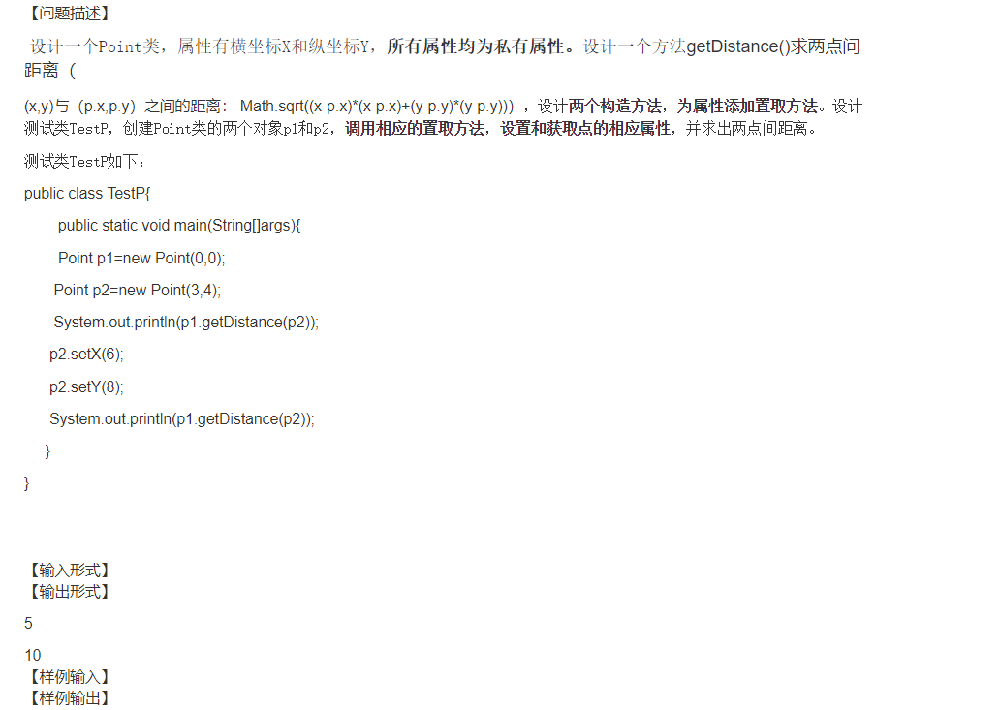 【问题描述】
设计一个Point类，属性有横坐标X和纵坐标Y，所有属性均为私有属性。设计一个方法getDistance()求两点间
距离（
(x,y)与（p.x,p.y）之间的距离： Math.sqrt((x-p.x)*(x-p.x)+(y-p.y)*(y-p.y))），设计两个构造方法，为属性添加置取方法。设计
测试类TestP，创建Point类的两个对象p1和p2，调用相应的置取方法，设置和获取点的相应属性，并求出两点间距离。
测试类TestP如下：
public class TestP{
public static void main(String[]args){
Point p1=new Point(0,0);
Point p2=new Point(3,4);
System.out.println(p1.getDistance(p2));
p2.setX(6);
p2.setY(8);
System.out.println(p1.getDistance(p2));
}
}
【输入形式】
【输出形式】
5
10
【样例输入】
【样例输出】